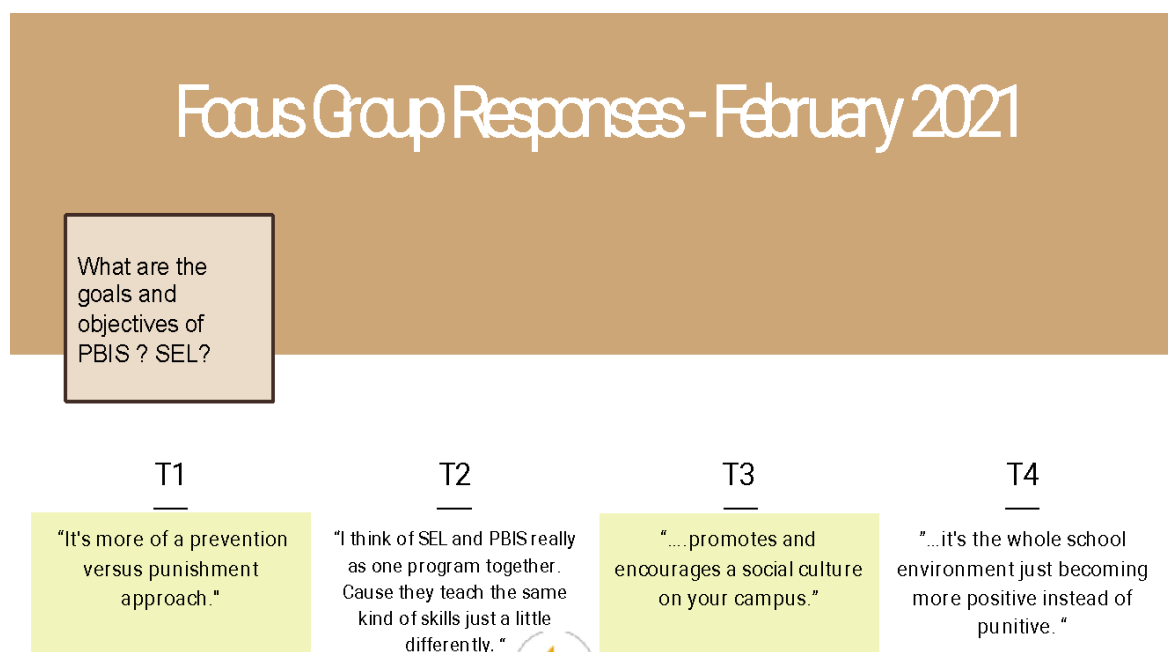 Focus Group Responses - February 2021
What are the
goals and
objectives of
PBIS ? SEL?
T1
“It's more of a prevention
versus punishment
approach."
T2
“I think of SEL and PBIS really
as one program together.
Cause they teach the same
kind of skills just a little
differently. “
T3
“....promotes and
encourages a social culture
on your campus.”
T4
”...it's the whole school
environment just becoming
more positive instead of
punitive. “